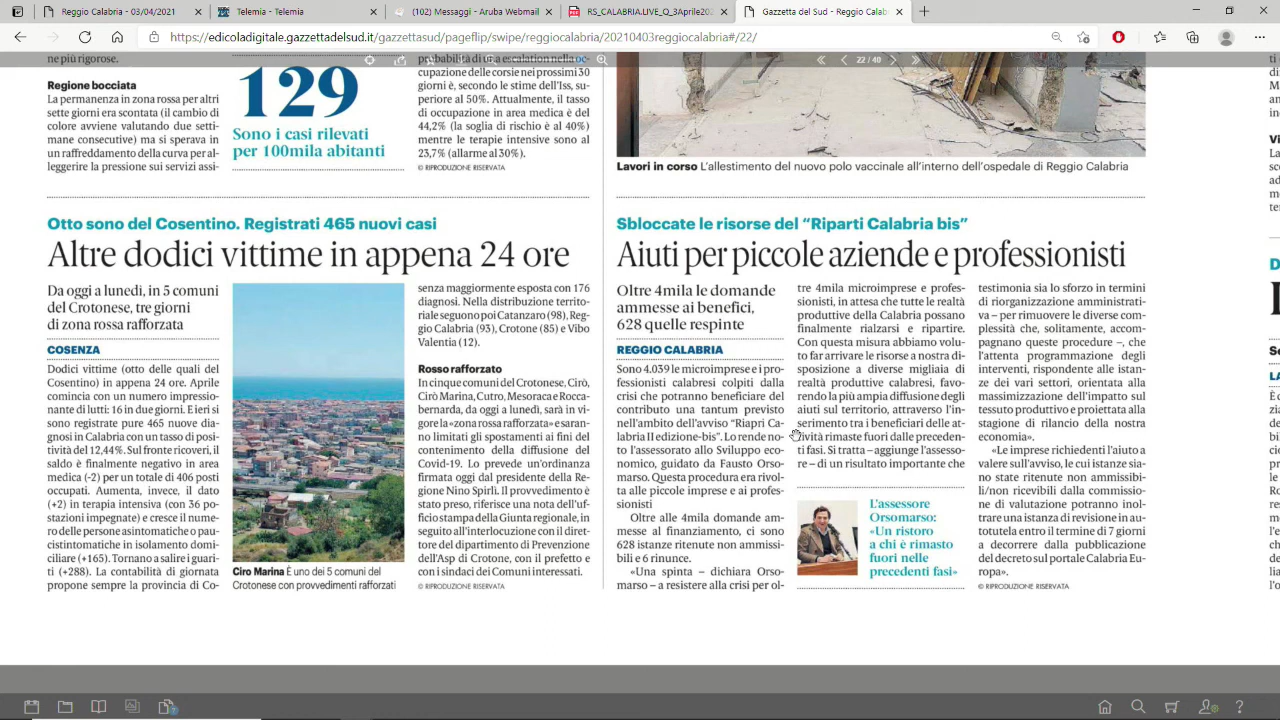 Reggio Calabria - 03/04/2021
Telemia - Telemia
(102) Messaggi - Aruba Webmail
RS_CALABRIA.LIVE_Q_3Aprile202
Gazzetta del Sud - Reggio Calab
https://edicoladigitale.gazzettadelsud.it/gazzettasud/pageflip/swipe/reggiocalabria/20210403reggiocalabria#/22/
22 / 40
ne più rigorose.
Regione bocciata
La permanenza in zona rossa per altri
sette giorni era scontata (il cambio di
colore avviene valutando due setti-
mane consecutive) ma si sperava in
un raffreddamento della curva per al-
leggerire la pressione sui servizi assi-
129
Sono i casi rilevati
per 100mila abitanti
probabilità di una escalation nella oc-
cupazione delle corsie nei prossimi 30
giorni è, secondo le stime dell'Iss, su-
periore al 50%. Attualmente, il tasso
di occupazione in area medica è del
44,2% (la soglia di rischio è al 40%)
mentre le terapie intensive sono al
23,7% (allarme al 30%).
© RIPRODUZIONE RISERVATA
Lavori in corso L'allestimento del nuovo polo vaccinale all'interno dell'ospedale di Reggio Calabria
Otto sono del Cosentino. Registrati 465 nuovi casi
Altre dodici vittime in appena 24 ore
Da oggi a lunedì, in 5 comuni
del Crotonese, tre giorni
di zona rossa rafforzata
COSENZA
Dodici vittime (otto delle quali del
Cosentino) in appena 24 ore. Aprile
comincia con un numero impressio-
nante di lutti: 16 in due giorni. E ieri si
sono registrate pure 465 nuove dia-
gnosi in Calabria con un tasso di posi-
tività del 12,44%. Sul fronte ricoveri, il
saldo è finalmente negativo in area
medica (-2) per un totale di 406 posti
occupati. Aumenta, invece, il dato
(+2) in terapia intensiva (con 36 po-
stazioni impegnate) e cresce il nume-
ro delle persone asintomatiche o pau-
cistintomatiche in isolamento domi-
ciliare (+165). Tornano a salire i guari-
ti (+288). La contabilità di giornata
propone sempre la provincia di Co-
Ciro Marina È uno dei 5 comuni del
Crotonese con provvedimenti rafforzati
senza maggiormente esposta con 176
diagnosi. Nella distribuzione territo-
riale seguono poi Catanzaro (98), Reg-
gio Calabria (93), Crotone (85) e Vibo
Valentia (12).
Rosso rafforzato
In cinque comuni del Crotonese, Cirò,
Cirò Marina, Cutro, Mesoraca e Rocca-
bernarda, da oggi a lunedì, sarà in vi-
gore la «zona rossa rafforzata» e saran-
no limitati gli spostamenti ai fini del
contenimento della diffusione del
Covid-19. Lo prevede un'ordinanza
firmata oggi dal presidente della Re-
gione Nino Spirlì. Il provvedimento è
stato preso, riferisce una nota dell'uf-
ficio stampa della Giunta regionale, in
seguito all'interlocuzione con il diret-
tore del dipartimento di Prevenzione
dell'Asp di Crotone, con il prefetto e
con i sindaci dei Comuni interessati.
© RIPRODUZIONE RISERVATA
Sbloccate le risorse del “Riparti Calabria bis”
Aiuti per piccole aziende e professionisti
Oltre 4mila le domande
ammesse ai benefici,
628 quelle respinte
REGGIO CALABRIA
Sono 4.039 le microimprese e i pro-
fessionisti calabresi colpiti dalla
crisi che potranno beneficiare del
contributo una tantum previsto
nell'ambito dell'avviso “Riapri Ca-
labria II edizione-bis”. Lo rende no-
to l'assessorato allo Sviluppo eco-
nomico, guidato da Fausto Orso-
marso. Questa procedura era rivol-
ta alle piccole imprese e ai profes-
sionisti
Oltre alle 4mila domande am-
messe al finanziamento, ci sono
628 istanze ritenute non ammissi-
bili e 6 rinunce.
«Una spinta – dichiara Orso-
marso – a resistere alla crisi per ol-
tre 4mila microimprese e profes-
sionisti, in attesa che tutte le realtà
produttive della Calabria possano
finalmente rialzarsi e ripartire.
Con questa misura abbiamo volu-
to far arrivare le risorse a nostra di-
sposizione a diverse migliaia di
realtà produttive calabresi, favo-
rendo la più ampia diffusione degli
aiuti sul territorio, attraverso l'in-
serimento tra i beneficiari delle at-
tività rimaste fuori dalle preceden-
ti fasi. Si tratta – aggiunge l'assesso-
re – di un risultato importante che
L'assessore
Orsomarso:
«Un ristoro
a chi è rimasto
fuori nelle
precedenti fasi»
testimonia sia lo sforzo in termini
di riorganizzazione amministrati-
va – per rimuovere le diverse com-
plessità che, solitamente, accom-
pagnano queste procedure –, che
l'attenta programmazione degli
interventi, rispondente alle istan-
ze dei vari settori, orientata alla
massimizzazione dell'impatto sul
tessuto produttivo e proiettata alla
stagione di rilancio della nostra
economia».
«Le imprese richiedenti l'aiuto a
valere sull'avviso, le cui istanze sia-
no state ritenute non ammissibi-
li/non ricevibili dalla commissio-
ne di valutazione potranno inol-
trare una istanza di revisione in au-
totutela entro il termine di 7 giorni
a decorrere dalla pubblicazione
del decreto sul portale Calabria Eu-
ropa».
© RIPRODUZIONE RISERVATA